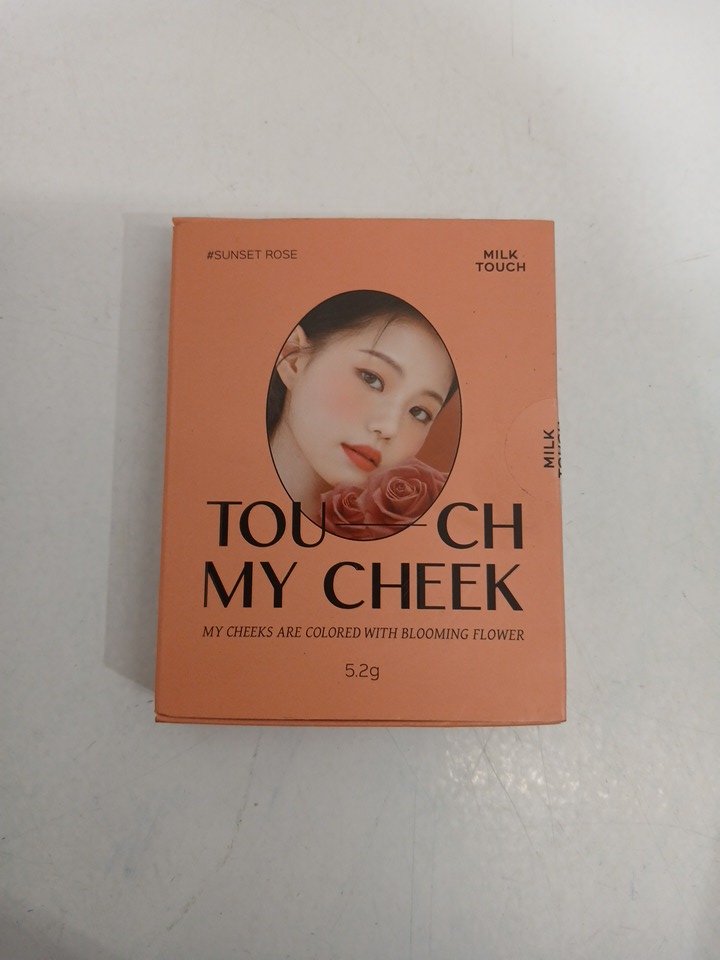 #SUNSET ROSE
MILK
TOUCH
TOU——CH
MY CHEEK
MY CHEEKS ARE COLORED WITH BLOOMING FLOWER
5.2g
MILK